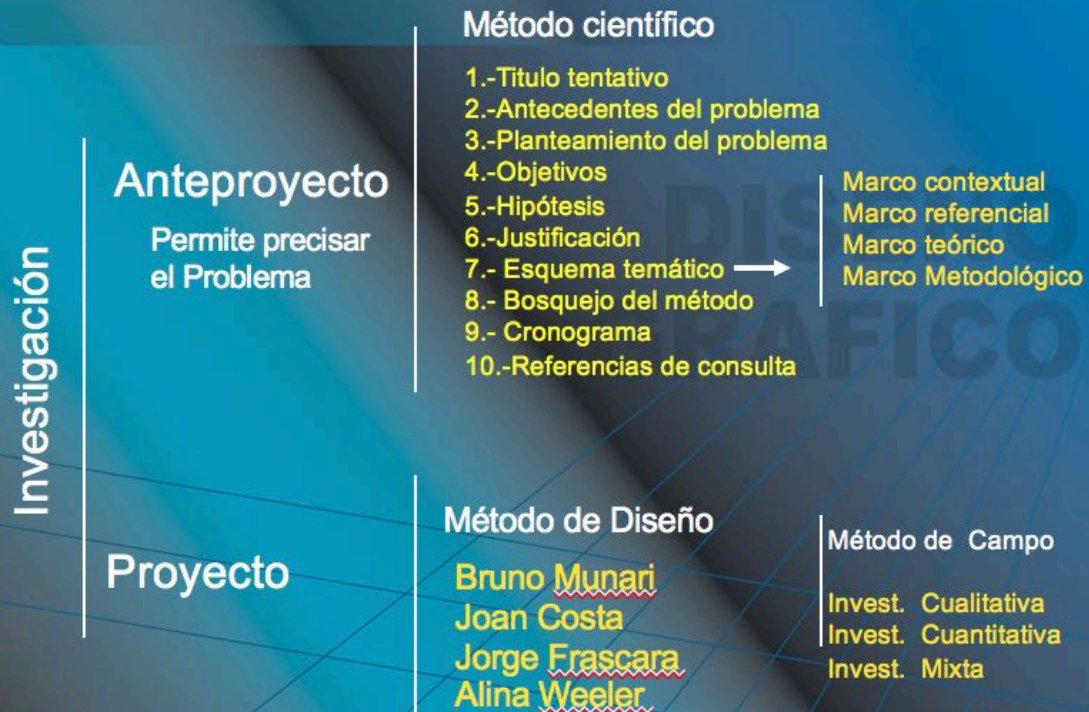 Investigación
Anteproyecto
Permite precisar
el Problema
Método científico
1.-Titulo tentativo
2.-Antecedentes del problema
3.-Planteamiento del problema
4.-Objetivos
5.-Hipótesis
6.-Justificación
7.- Esquema temático
8.- Bosquejo del método
9.- Cronograma
10.-Referencias de consulta
Marco contextual
Marco referencial
Marco teórico
Marco Metodológico
DISEÑO
GRAFICO
Proyecto
Método de Diseño
Bruno Munari
Joan Costa
Jorge Frascara
Alina Weeler
Método de Campo
Invest. Cualitativa
Invest. Cuantitativa
Invest. Mixta